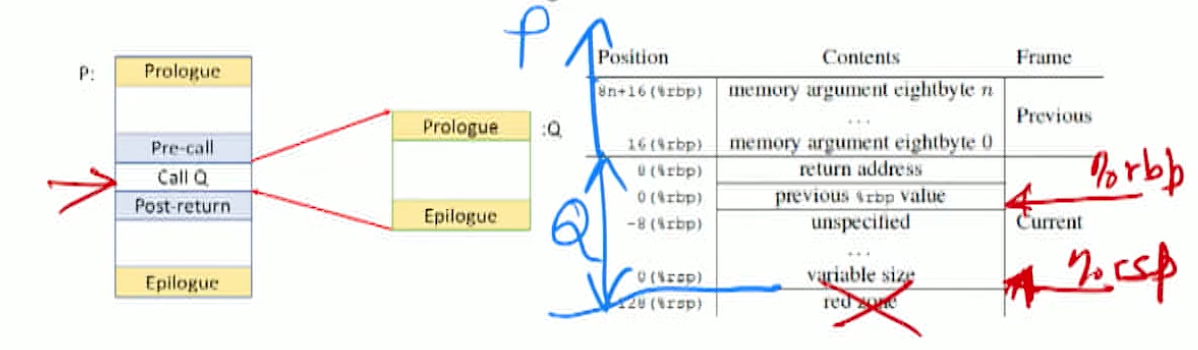 P:
Prologue
Pre-call
Call Q
Post-return
Epilogue
Prologue
:Q
Epilogue
P
Q
Position Contents Frame
8n+16(%rbp) memory argument eightbyte n
... Previous
16(%rbp) memory argument eightbyte 0
8(%rbp) return address
0(%rbp) previous %rbp value
-8(%rbp) unspecified Current
...
0(%rsp) variable size
128(%rsp) red zone
%rbp
%rsp